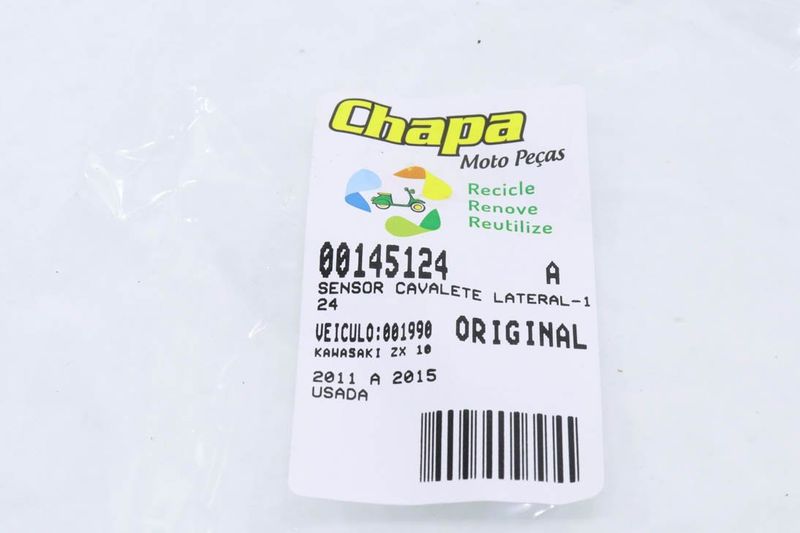 Chapa
Moto Peças
Recicle
Renove
Reutilize
00145124 A
SENSOR CAVALETE LATERAL-1
24
VEICULO:001990 ORIGINAL
KAWASAKI ZX 10
2011 A 2015
USADA